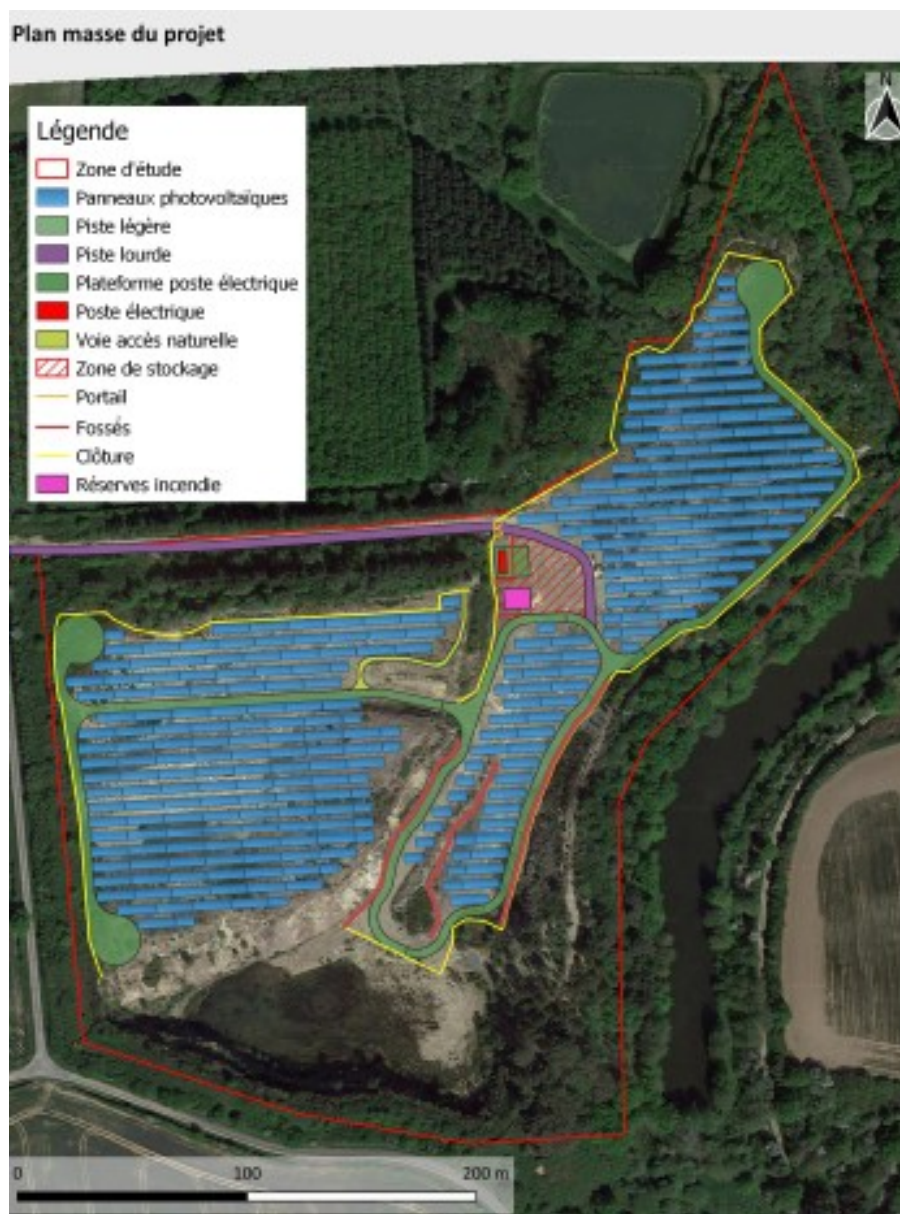 Plan masse du projet
N
Légende
Zone d'étude
Panneaux photovoltaïques
Piste légère
Piste lourde
Plateforme poste électrique
Poste électrique
Voie accès naturelle
Zone de stockage
Portail
Fossés
Clôture
Réserves incendie
0 100 200 m